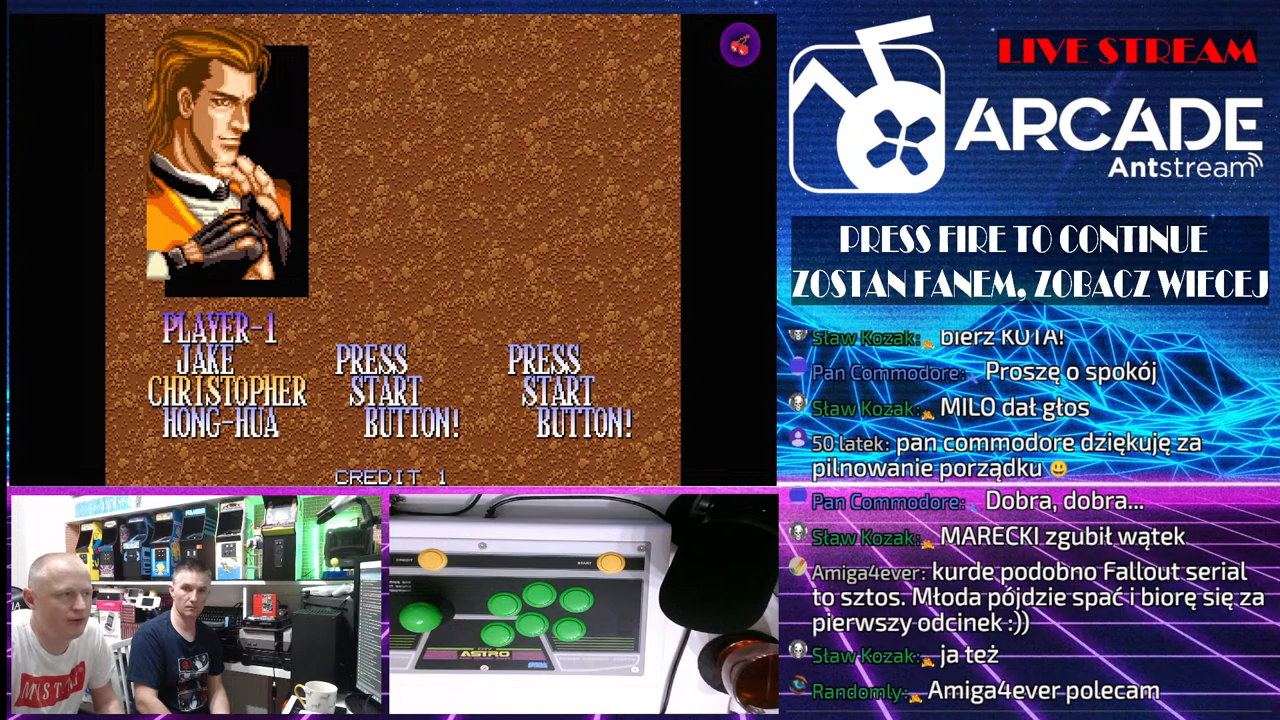 PLAYER-1
JAKE
CHRISTOPHER
HONG-HUA
PRESS
START
BUTTON!
PRESS
START
BUTTON!
CREDIT 1
LIVE STREAM
ARCADE
Antstream
PRESS FIRE TO CONTINUE
ZOSTAN FANEM, ZOBACZ WIECEJ
Sław Kozak: bierz KOTA!
Pan Commodore: Proszę o spokój
Sław Kozak: MILO dał głos
50 latek: pan commodore dziękuję za
pilnowanie porządku
Pan Commodore: Dobra, dobra...
Sław Kozak: MARECKI zgubił wątek
Amiga4ever: kurde podobno Fallout serial
to sztos. Młoda pójdzie spać i biorę się za
pierwszy odcinek :))
Sław Kozak: ja też
Randomly: Amiga4ever polecam
START
ASTRO
SEGA